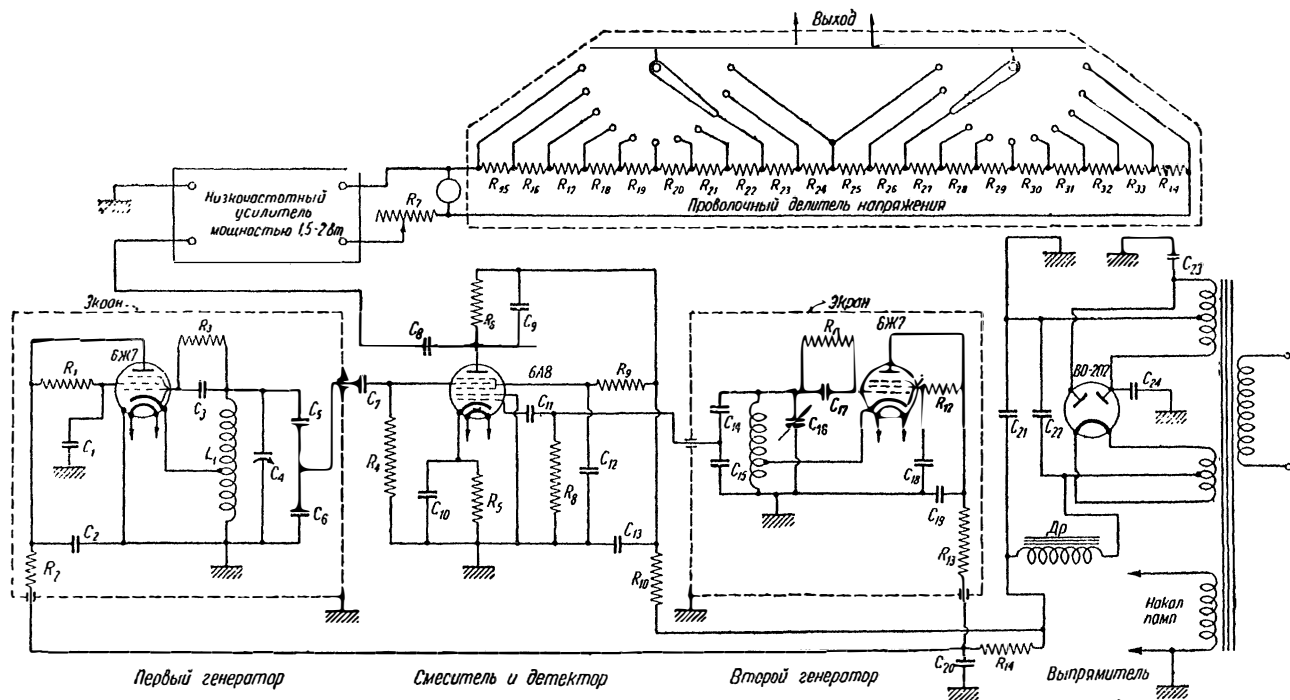 Выход
R15 R16 R17 R18 R19 R20 R21 R22 R23 R24 R25 R26 R27 R28 R29 R30 R31 R32 R33 R14
Проволочный делитель напряжения
Низкочастотный
усилитель
мощностью 1,5-2 вт
R7
Экран
6Ж7
R3
R1
C1
C3
L1
C4
C5
C6
C2
R7
C8
R6
C9
6А8
R9
C7
C11
R4
C10
R5
R8
C12
C13
R10
Экран
6Ж7
R11
C17
R12
C14
C16
C15
C18
C19
R13
C20
R14
C23
ВО-202
C24
C21
C22
Др
Накал
ламп
Первый генератор
Смеситель и детектор
Второй генератор
Выпрямитель